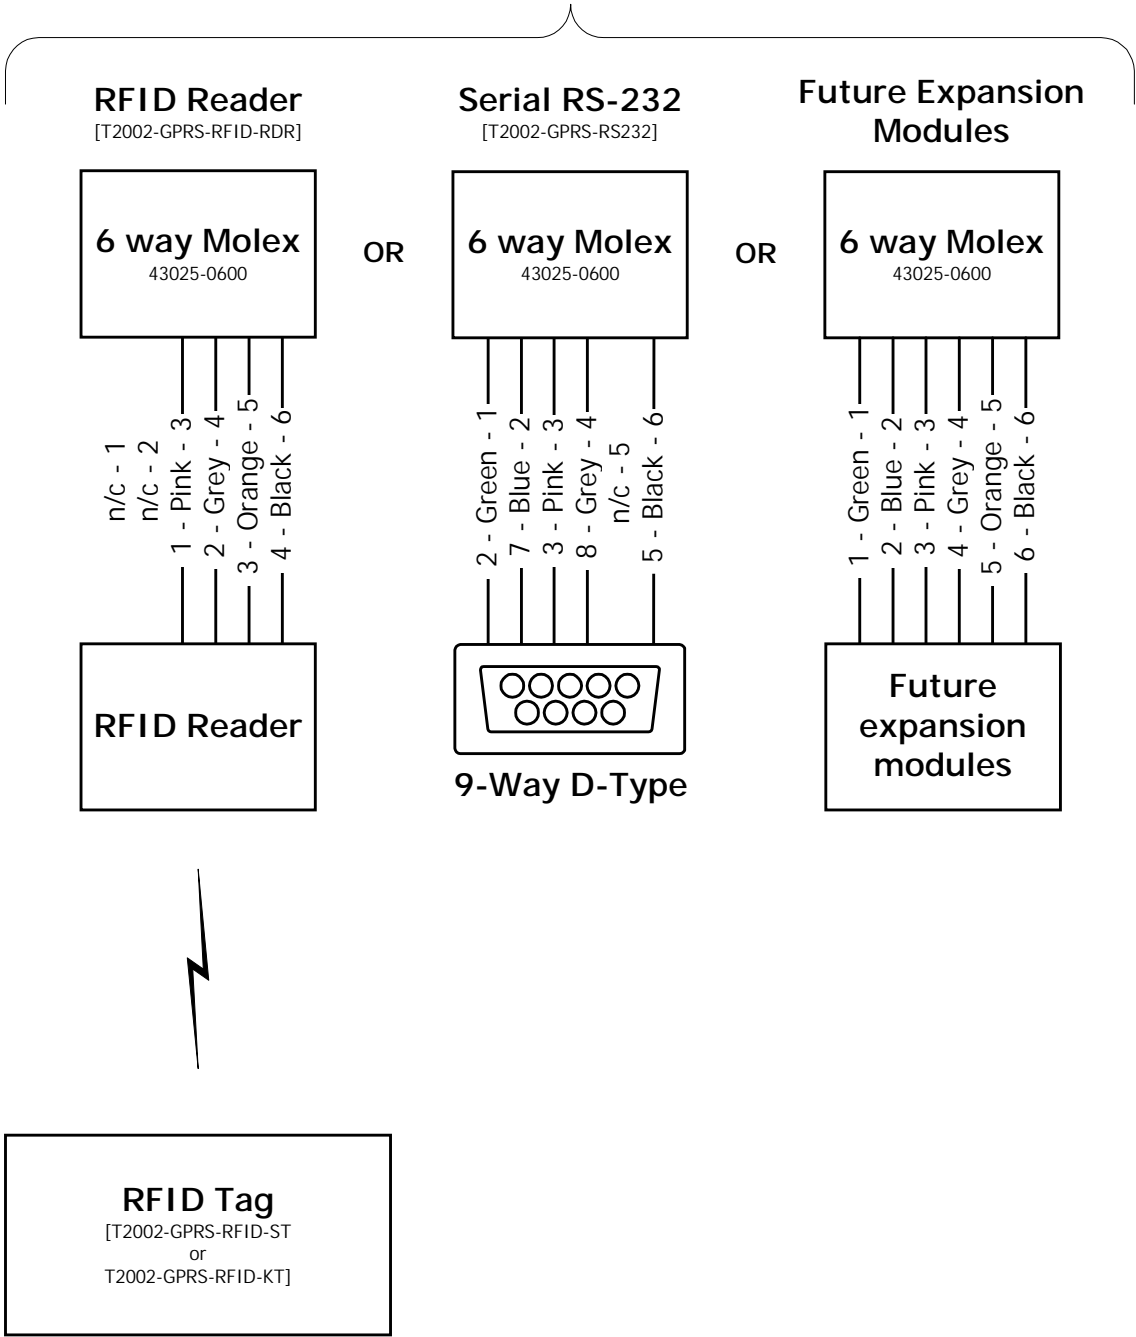 RFID Reader
[T2002-GPRS-RFID-RDR]
6 way Molex
43025-0600
n/c - 1
n/c - 2
1 - Pink - 3
2 - Grey - 4
3 - Orange - 5
4 - Black - 6
RFID Reader
OR
Serial RS-232
[T2002-GPRS-RS232]
6 way Molex
43025-0600
2 - Green - 1
7 - Blue - 2
3 - Pink - 3
8 - Grey - 4
n/c - 5
5 - Black - 6
9-Way D-Type
OR
Future Expansion
Modules
6 way Molex
43025-0600
1 - Green - 1
2 - Blue - 2
3 - Pink - 3
4 - Grey - 4
5 - Orange - 5
6 - Black - 6
Future
expansion
modules
RFID Tag
[T2002-GPRS-RFID-ST
or
T2002-GPRS-RFID-KT]